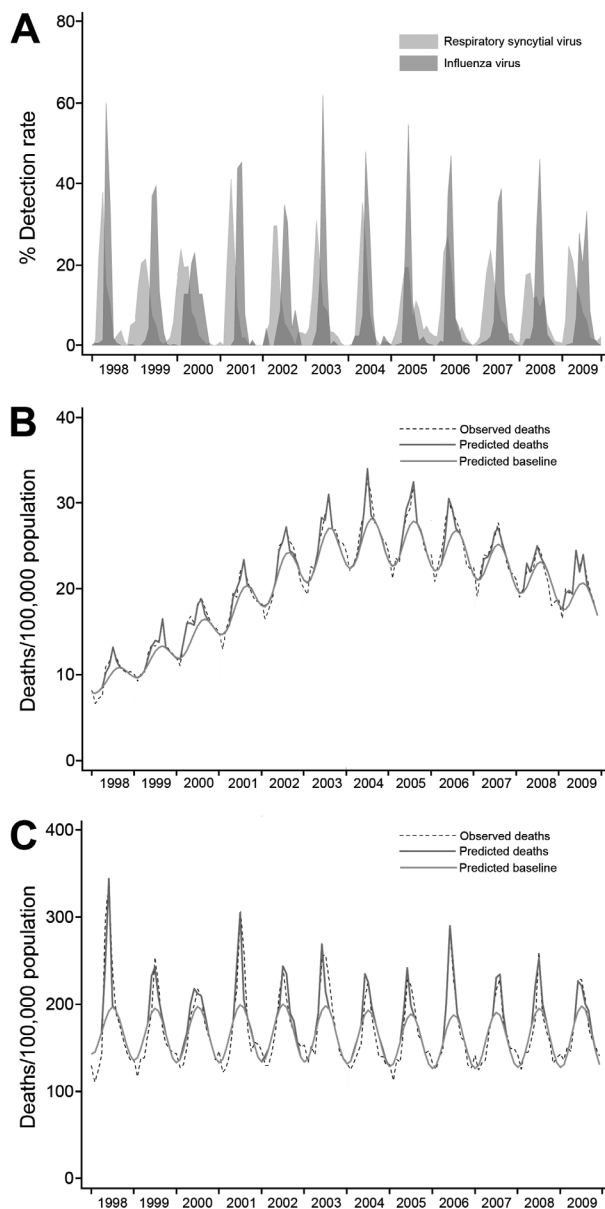 A
80
60
40
20
0
% Detection rate
Respiratory syncytial virus
Influenza virus
1998 1999 2000 2001 2002 2003 2004 2005 2006 2007 2008 2009
B
40
30
20
10
0
Deaths/100,000 population
Observed deaths
Predicted deaths
Predicted baseline
1998 1999 2000 2001 2002 2003 2004 2005 2006 2007 2008 2009
C
400
300
200
100
0
Deaths/100,000 population
Observed deaths
Predicted deaths
Predicted baseline
1998 1999 2000 2001 2002 2003 2004 2005 2006 2007 2008 2009